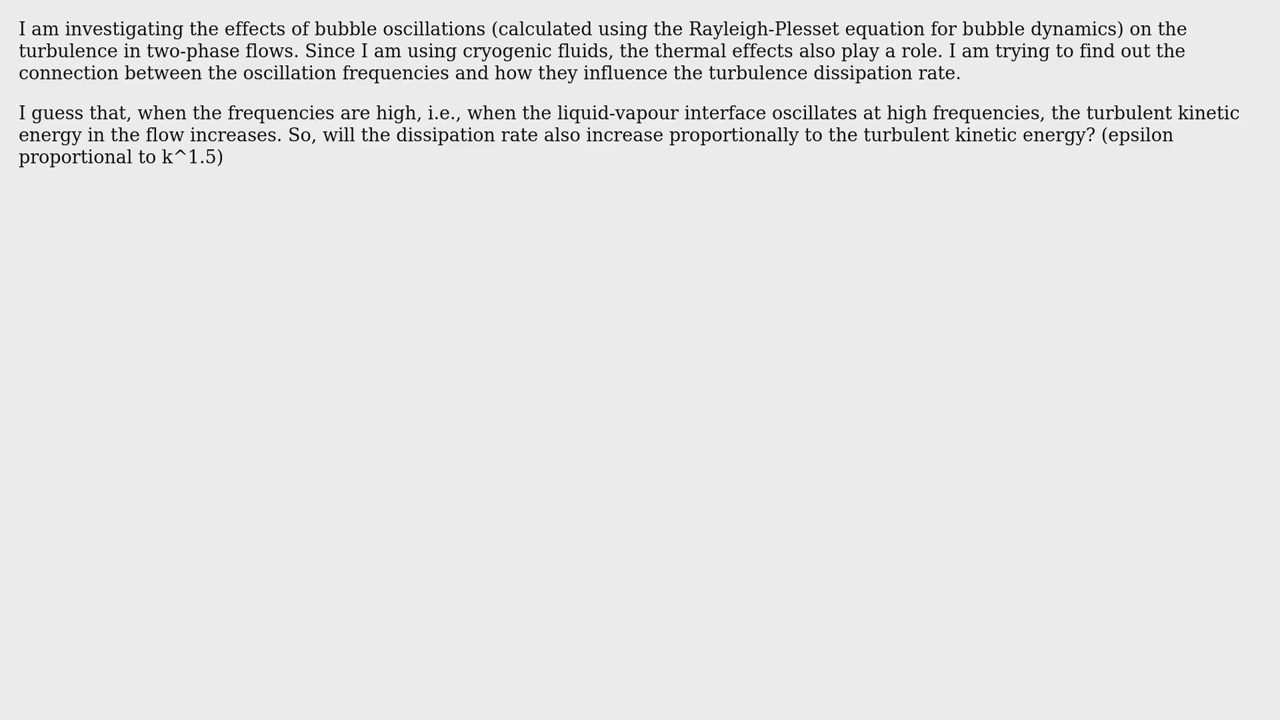 I am investigating the effects of bubble oscillations (calculated using the Rayleigh-Plesset equation for bubble dynamics) on the
turbulence in two-phase flows. Since I am using cryogenic fluids, the thermal effects also play a role. I am trying to find out the
connection between the oscillation frequencies and how they influence the turbulence dissipation rate.
I guess that, when the frequencies are high, i.e., when the liquid-vapour interface oscillates at high frequencies, the turbulent kinetic
energy in the flow increases. So, will the dissipation rate also increase proportionally to the turbulent kinetic energy? (epsilon
proportional to k^1.5)